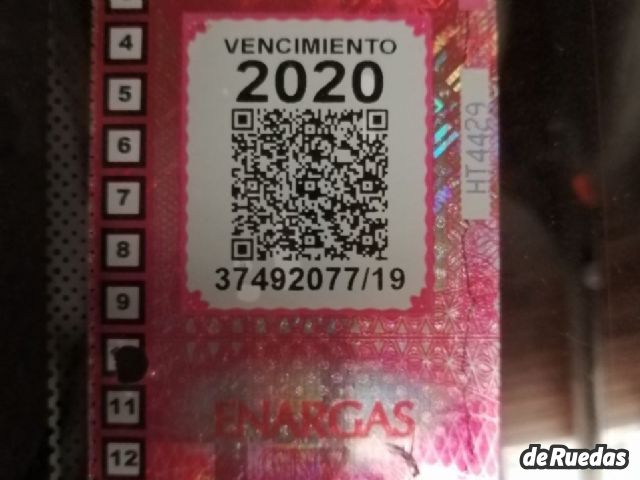 4
5
6
7
8
9
11
12
VENCIMIENTO
2020
37492077/19
HT4429
ENARGAS
deRuedas